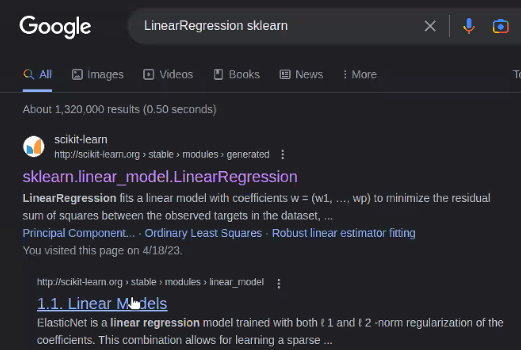 Google
LinearRegression sklearn
All
Images
Videos
Books
News
More
About 1,320,000 results (0.50 seconds)
scikit-learn
http://scikit-learn.org › stable › modules › generated
sklearn.linear_model.LinearRegression
LinearRegression fits a linear model with coefficients w = (w1, …, wp) to minimize the residual
sum of squares between the observed targets in the dataset, ...
Principal Component... · Ordinary Least Squares · Robust linear estimator fitting
You visited this page on 4/18/23.
http://scikit-learn.org › stable › modules › linear_model
1.1. Linear Models
ElasticNet is a linear regression model trained with both ℓ 1 and ℓ 2 -norm regularization of the
coefficients. This combination allows for learning a sparse ...